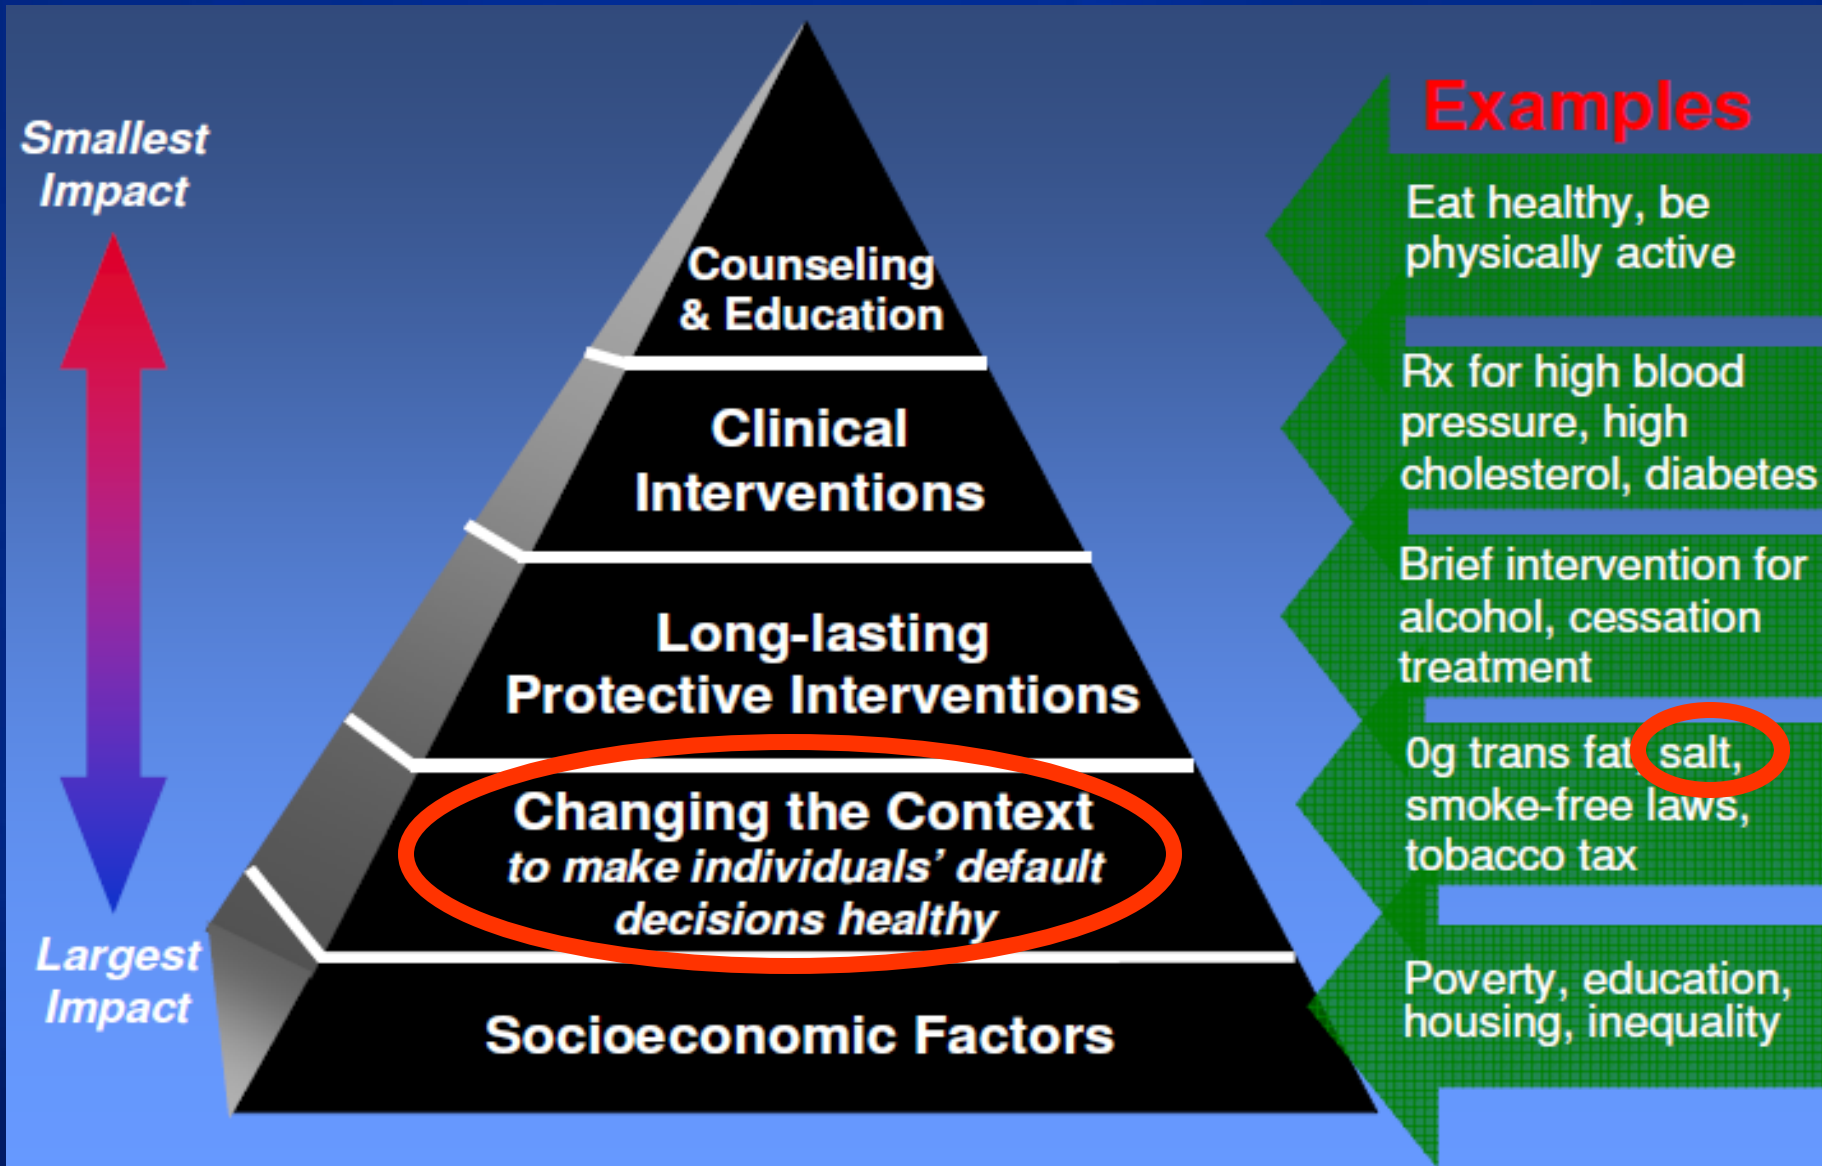 Smallest
Impact
Largest
Impact
Counseling
& Education
Clinical
Interventions
Long-lasting
Protective Interventions
Changing the Context
to make individuals’ default
decisions healthy
Socioeconomic Factors
Examples
Eat healthy, be
physically active
Rx for high blood
pressure, high
cholesterol, diabetes
Brief intervention for
alcohol, cessation
treatment
0g trans fat, salt,
smoke-free laws,
tobacco tax
Poverty, education,
housing, inequality